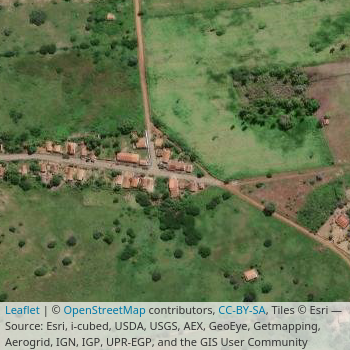 Leaflet | © OpenStreetMap contributors, CC-BY-SA, Tiles © Esri —
Source: Esri, i-cubed, USDA, USGS, AEX, GeoEye, Getmapping,
Aerogrid, IGN, IGP, UPR-EGP, and the GIS User Community